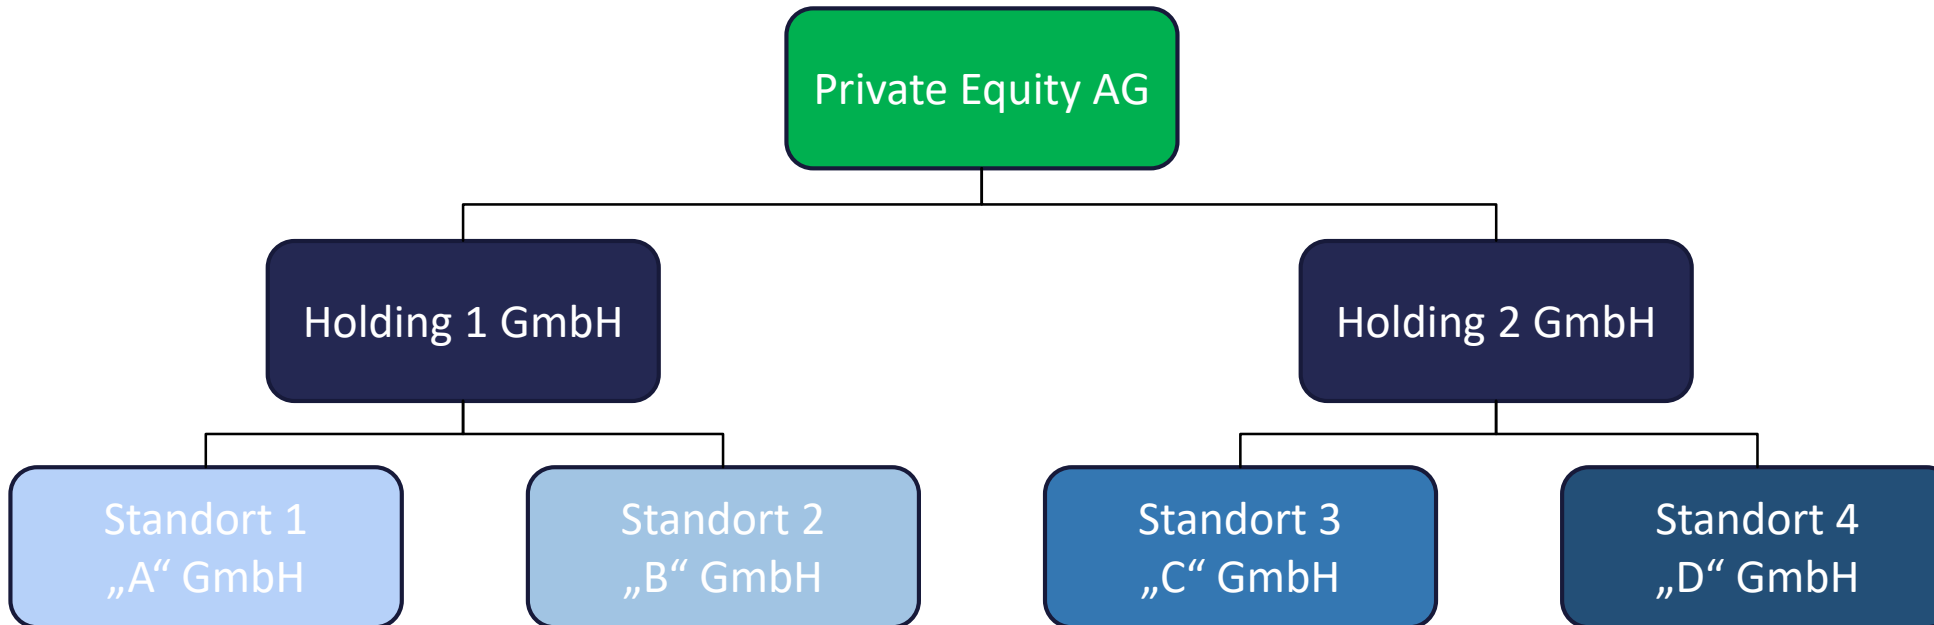 Private Equity AG
Holding 1 GmbH
Holding 2 GmbH
Standort 1
„A“ GmbH
Standort 2
„B“ GmbH
Standort 3
„C“ GmbH
Standort 4
„D“ GmbH